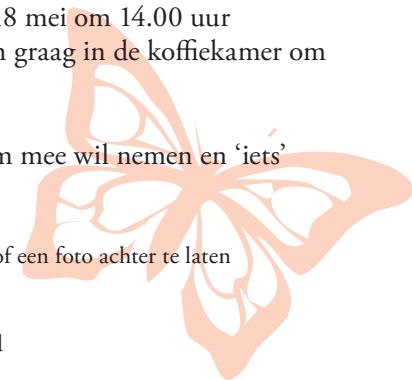 8 mei om 14.00 uur
graag in de koffiekamer om
mee wil nemen en ‘iets’
of een foto achter te laten